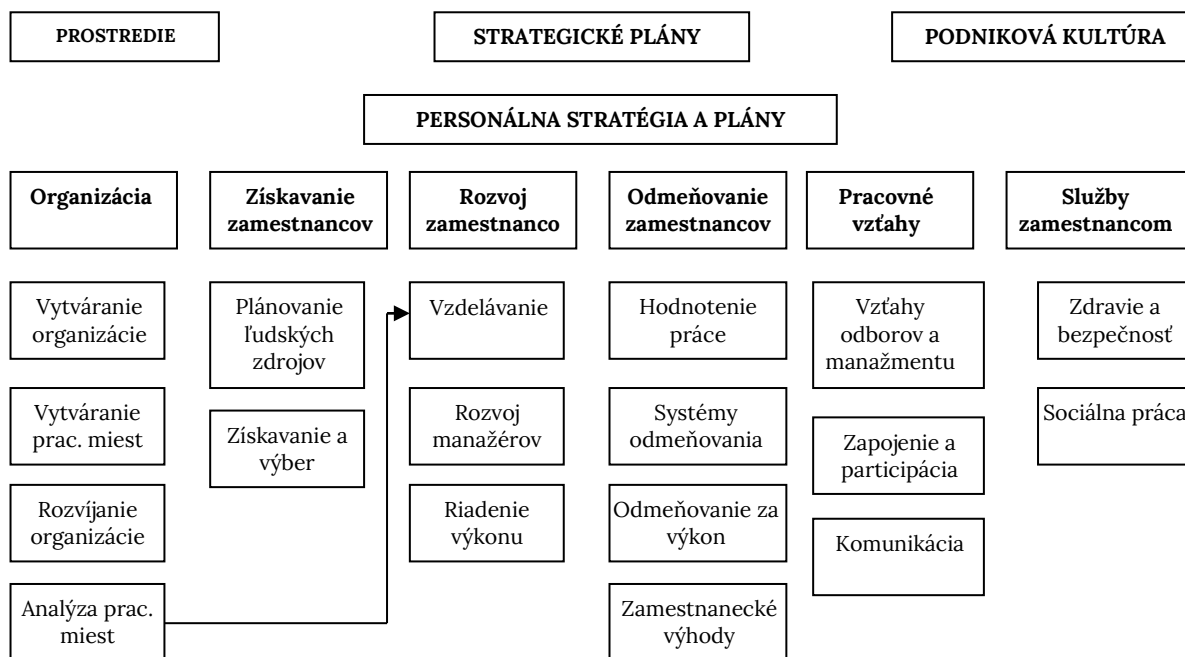 PROSTREDIE
STRATEGICKÉ PLÁNY
PODNIKOVÁ KULTÚRA
PERSONÁLNA STRATÉGIA A PLÁNY
Organizácia
Získavanie
zamestnancov
Rozvoj
zamestnanco
Odmeňovanie
zamestnancov
Pracovné
vzťahy
Služby
zamestnancom
Vytváranie
organizácie
Plánovanie
ľudských
zdrojov
Vzdelávanie
Hodnotenie
práce
Vzťahy
odborov a
manažmentu
Zdravie a
bezpečnosť
Vytváranie
prac. miest
Získavanie a
výber
Rozvoj
manažérov
Systémy
odmeňovania
Zapojenie a
participácia
Sociálna práca
Rozvíjanie
organizácie
Riadenie
výkonu
Odmeňovanie za
výkon
Komunikácia
Analýza prac.
miest
Zamestnanecké
výhody